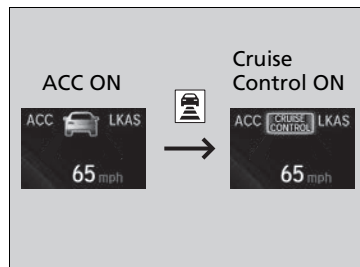 ACC ON
Cruise
Control ON
ACC LKAS
65 mph
ACC CRUISE CONTROL LKAS
65 mph